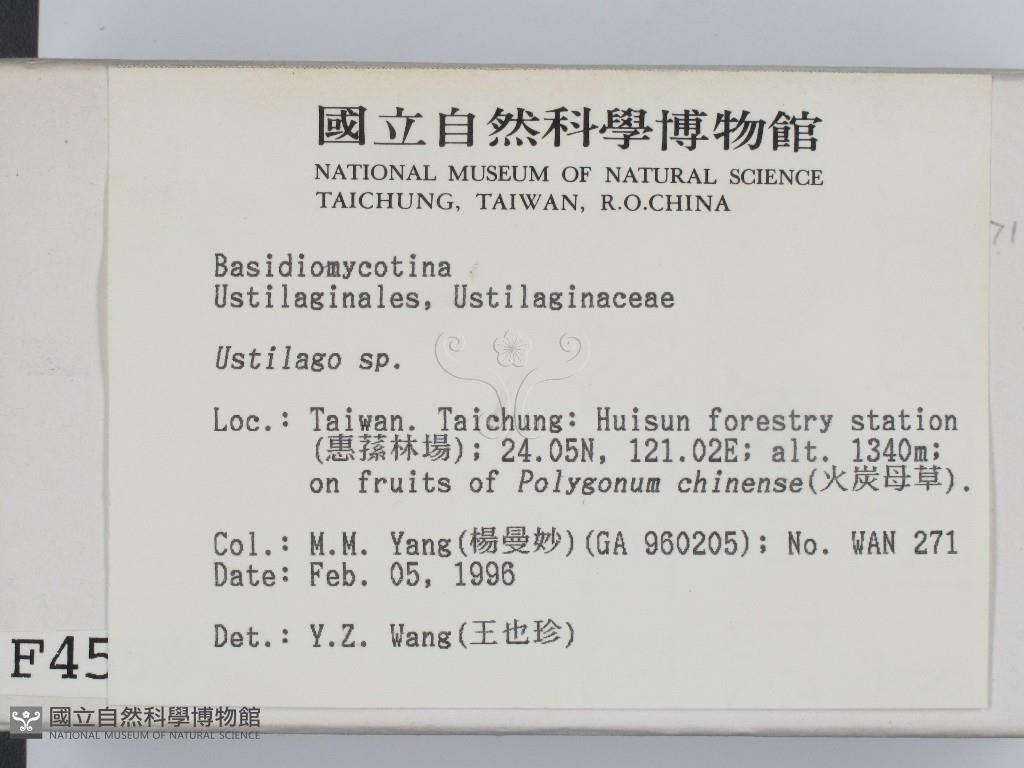 國立自然科學博物館
NATIONAL MUSEUM OF NATURAL SCIENCE
TAICHUNG, TAIWAN, R.O.CHINA
71
Basidiomycotina
Ustilaginales, Ustilaginaceae
Ustilago sp.
Loc.: Taiwan. Taichung: Huisun forestry station
(惠蓀林場); 24.05N, 121.02E; alt. 1340m;
on fruits of Polygonum chinense(火炭母草).
Col.: M.M. Yang(楊曼妙)(GA 960205); No. WAN 271
Date: Feb. 05, 1996
Det.: Y.Z. Wang(王也珍)
F45
國立自然科學博物館
NATIONAL MUSEUM OF NATURAL SCIENCE